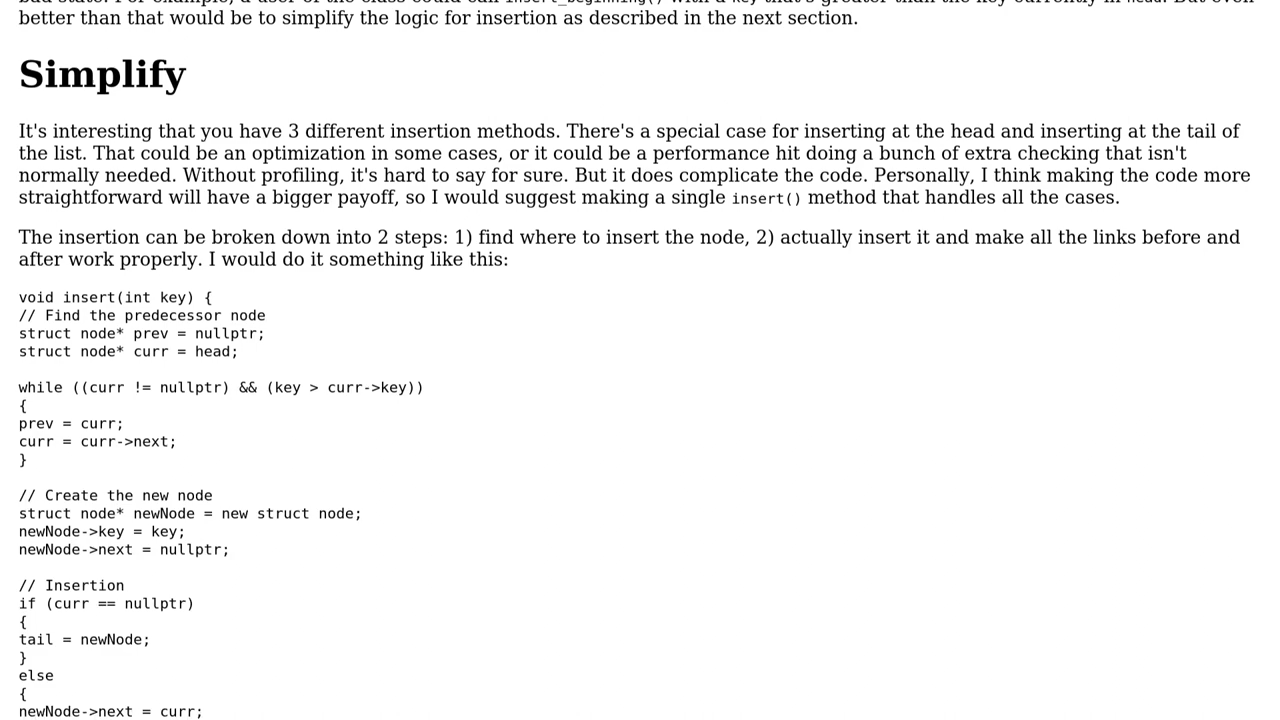 better than that would be to simplify the logic for insertion as described in the next section.
Simplify
It's interesting that you have 3 different insertion methods. There's a special case for inserting at the head and inserting at the tail of
the list. That could be an optimization in some cases, or it could be a performance hit doing a bunch of extra checking that isn't
normally needed. Without profiling, it's hard to say for sure. But it does complicate the code. Personally, I think making the code more
straightforward will have a bigger payoff, so I would suggest making a single insert() method that handles all the cases.
The insertion can be broken down into 2 steps: 1) find where to insert the node, 2) actually insert it and make all the links before and
after work properly. I would do it something like this:
void insert(int key) {
// Find the predecessor node
struct node* prev = nullptr;
struct node* curr = head;
while ((curr != nullptr) && (key > curr->key))
{
prev = curr;
curr = curr->next;
}
// Create the new node
struct node* newNode = new struct node;
newNode->key = key;
newNode->next = nullptr;
// Insertion
if (curr == nullptr)
{
tail = newNode;
}
else
{
newNode->next = curr;